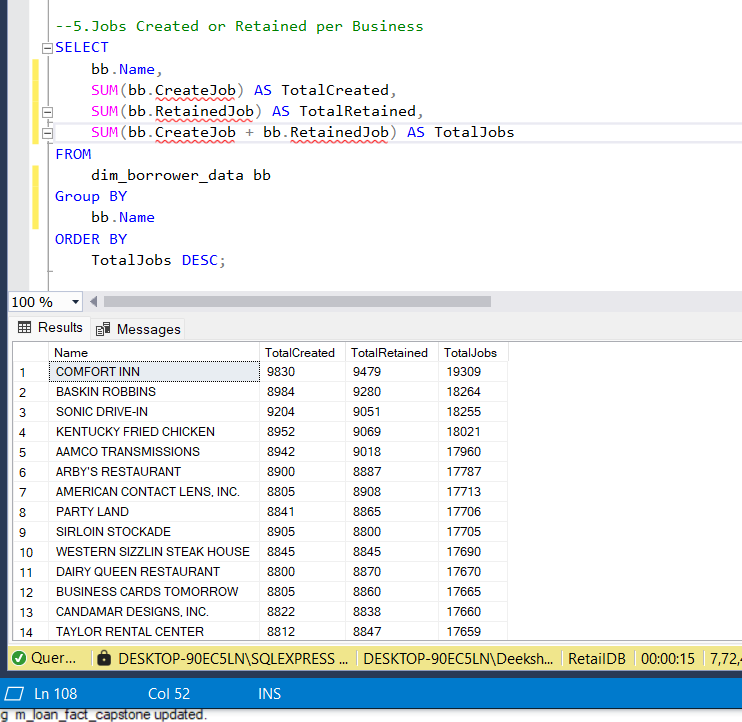 --5.Jobs Created or Retained per Business
SELECT
bb.Name,
SUM(bb.CreateJob) AS TotalCreated,
SUM(bb.RetainedJob) AS TotalRetained,
SUM(bb.CreateJob + bb.RetainedJob) AS TotalJobs
FROM
dim_borrower_data bb
Group BY
bb.Name
ORDER BY
TotalJobs DESC;
100 %
Results Messages
Name TotalCreated TotalRetained TotalJobs
1 COMFORT INN 9830 9479 19309
2 BASKIN ROBBINS 8984 9280 18264
3 SONIC DRIVE-IN 9204 9051 18255
4 KENTUCKY FRIED CHICKEN 8952 9069 18021
5 AAMCO TRANSMISSIONS 8942 9018 17960
6 ARBY'S RESTAURANT 8900 8887 17787
7 AMERICAN CONTACT LENS, INC. 8805 8908 17713
8 PARTY LAND 8841 8865 17706
9 SIRLOIN STOCKADE 8905 8800 17705
10 WESTERN SIZZLIN STEAK HOUSE 8845 8845 17690
11 DAIRY QUEEN RESTAURANT 8800 8870 17670
12 BUSINESS CARDS TOMORROW 8805 8860 17665
13 CANDAMAR DESIGNS, INC. 8822 8838 17660
14 TAYLOR RENTAL CENTER 8812 8847 17659
Quer... DESKTOP-90EC5LN\SQLEXPRESS ... DESKTOP-90EC5LN\Deeksh... RetailDB 00:00:15 7,72,
Ln 108 Col 52 INS
g m_loan_fact_capstone updated.